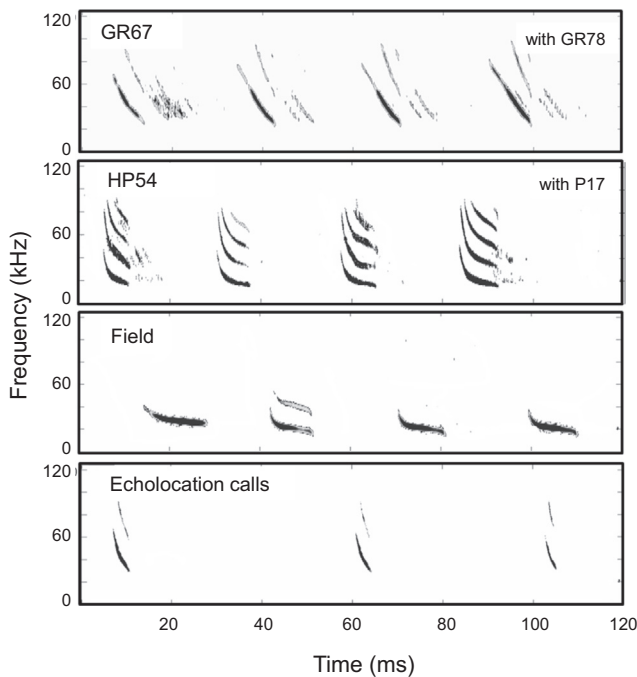 120
GR67
with GR78
60
0
120
HP54
with P17
60
0
120
Field
60
0
120
Echolocation calls
60
0
20
40
60
80
100
120
Frequency (kHz)
Time (ms)